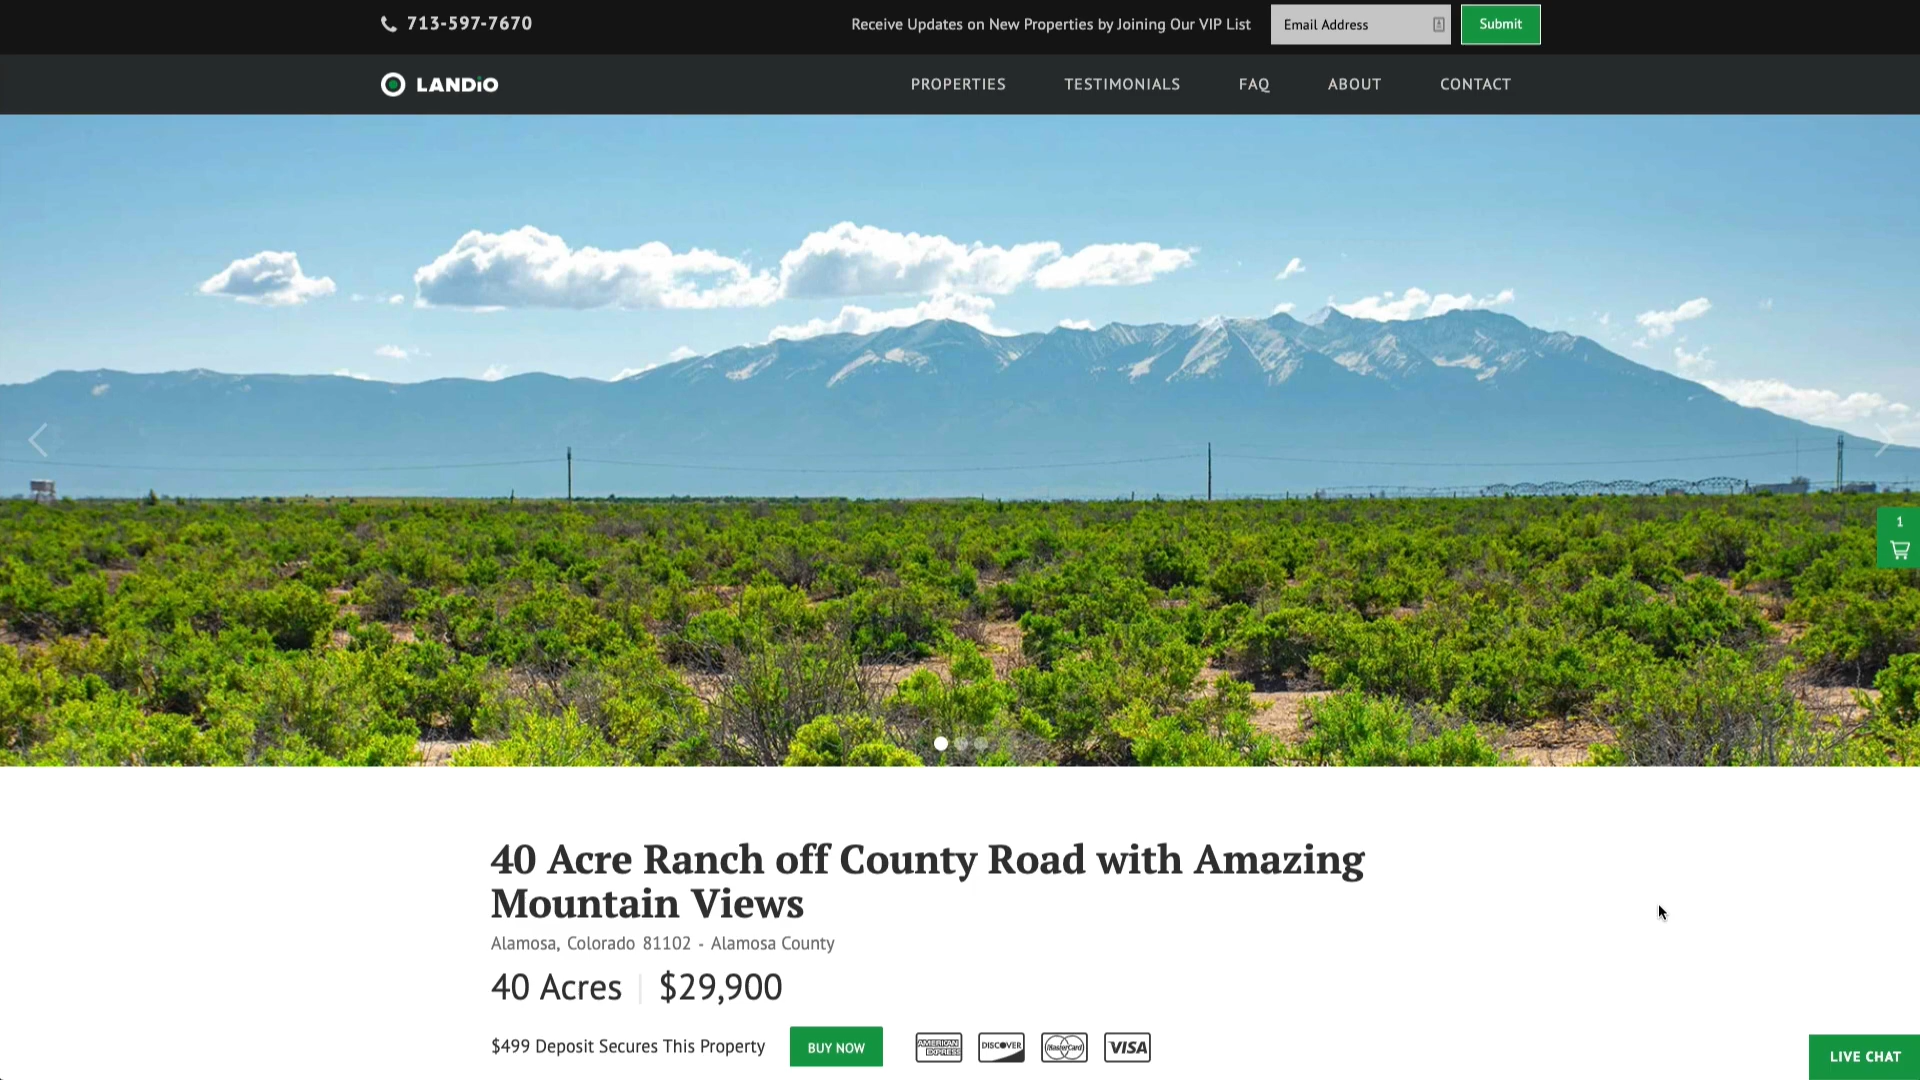 713-597-7670
Receive Updates on New Properties by Joining Our VIP List
Email Address
Submit
LANDiO
PROPERTIES
TESTIMONIALS
FAQ
ABOUT
CONTACT
1
40 Acre Ranch off County Road with Amazing
Mountain Views
Alamosa, Colorado 81102 - Alamosa County
40 Acres | $29,900
$499 Deposit Secures This Property
BUY NOW
AMERICAN EXPRESS
DISCOVER
MasterCard
VISA
LIVE CHAT